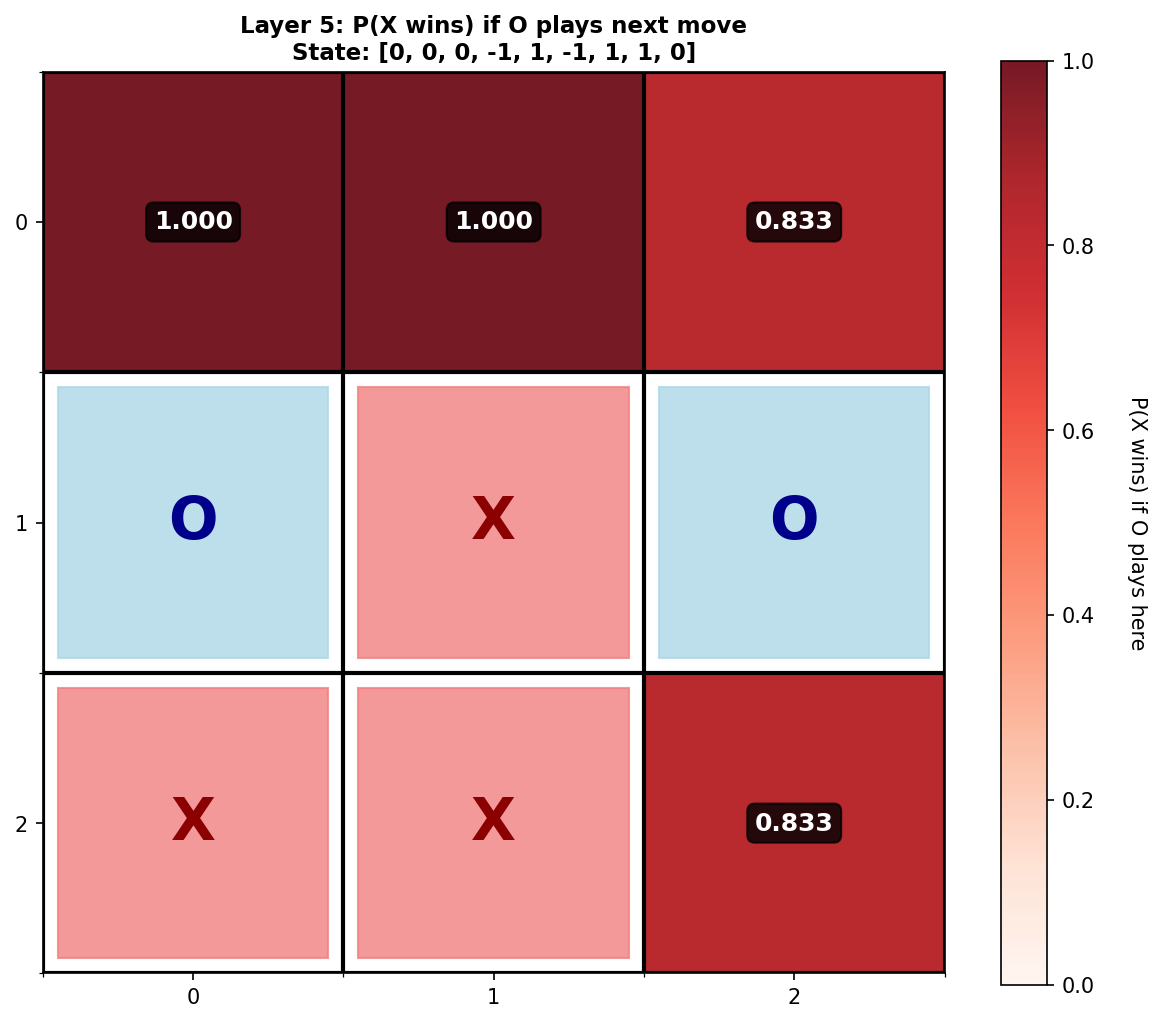 Layer 5: P(X wins) if O plays next move
State: [0, 0, 0, -1, 1, -1, 1, 1, 0]
0
1.000
1.000
0.833
1
O
X
O
2
X
X
0.833
0
1
2
1.0
0.8
0.6
0.4
0.2
0.0
P(X wins) if O plays here